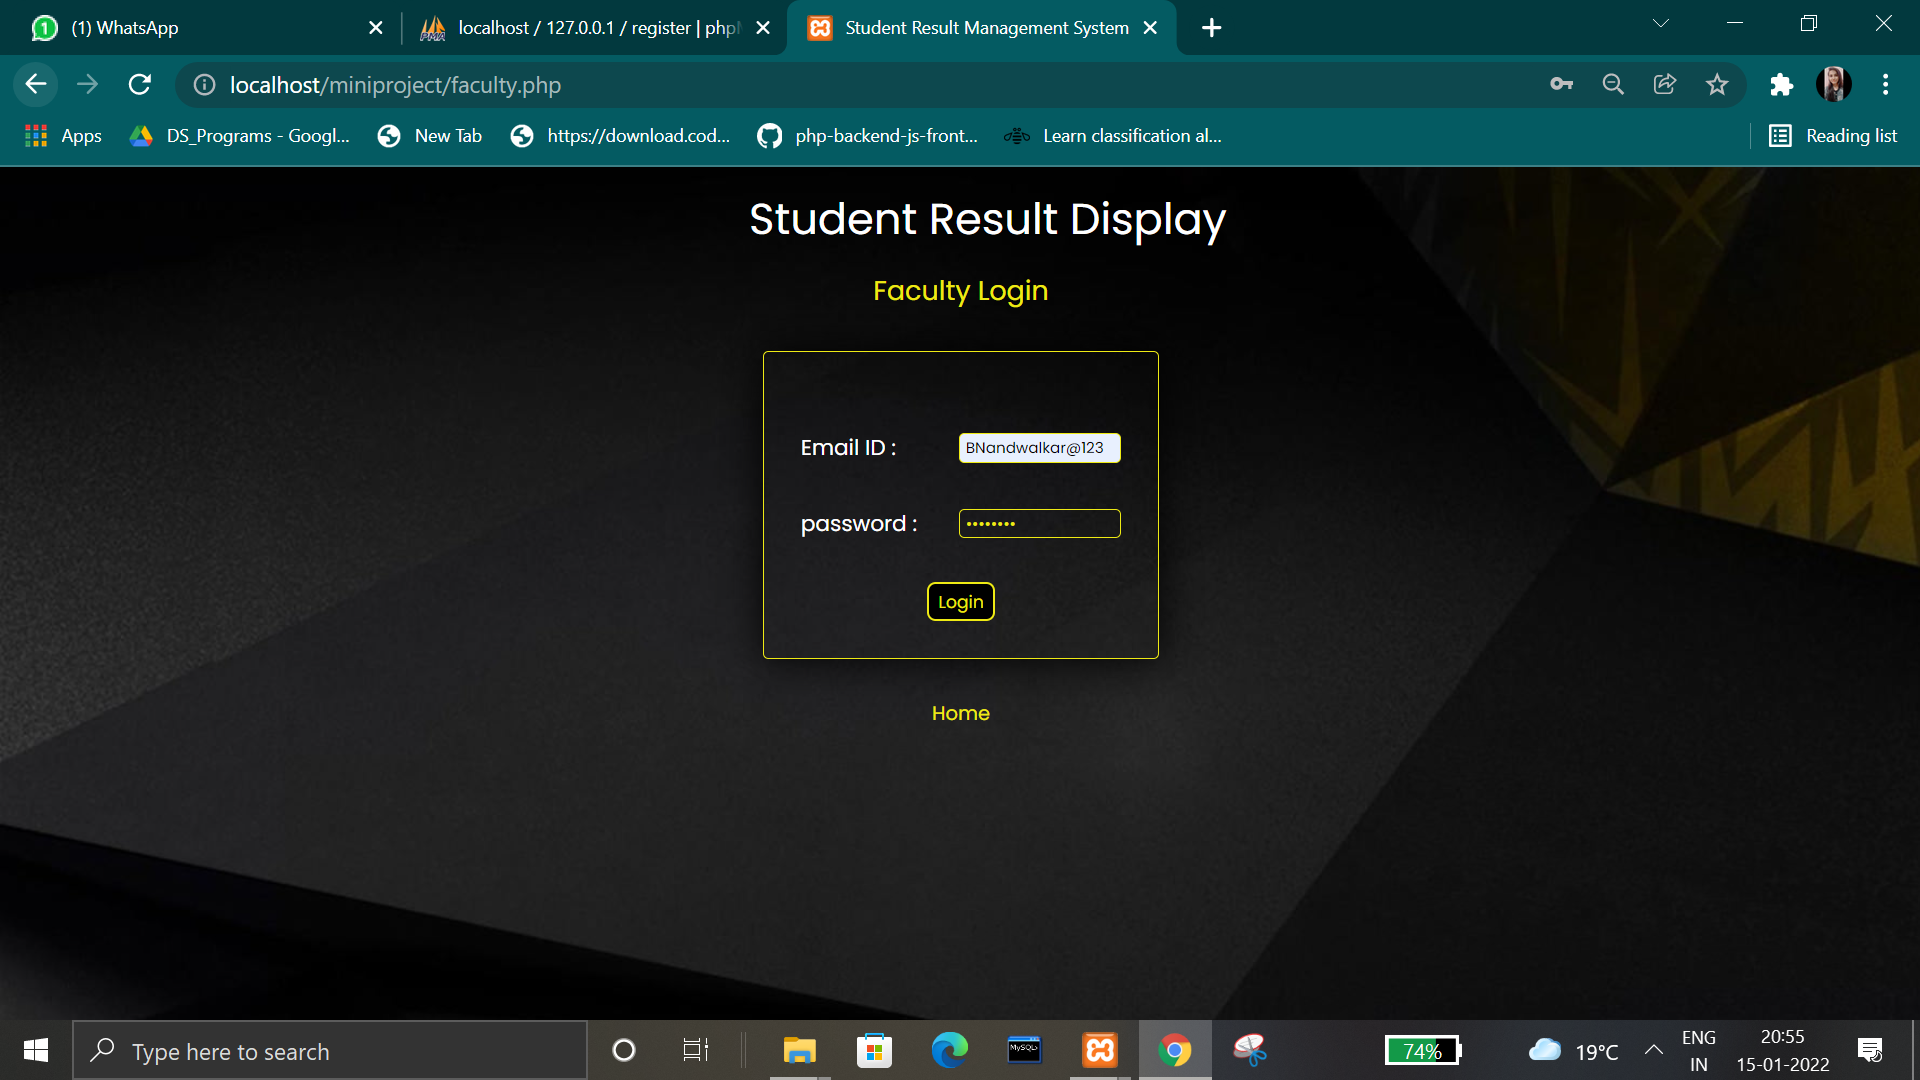 1
(1) WhatsApp
PMA
localhost / 127.0.0.1 / register | php
Student Result Management System
localhost/miniproject/faculty.php
Apps
DS_Programs - Googl...
New Tab
https://download.cod...
php-backend-js-front...
Learn classification al...
Reading list
Student Result Display
Faculty Login
Email ID :
BNandwalkar@123
password :
••••••••
Login
Home
Type here to search
MySQL>
74%
19°C
ENG
IN
20:55
15-01-2022